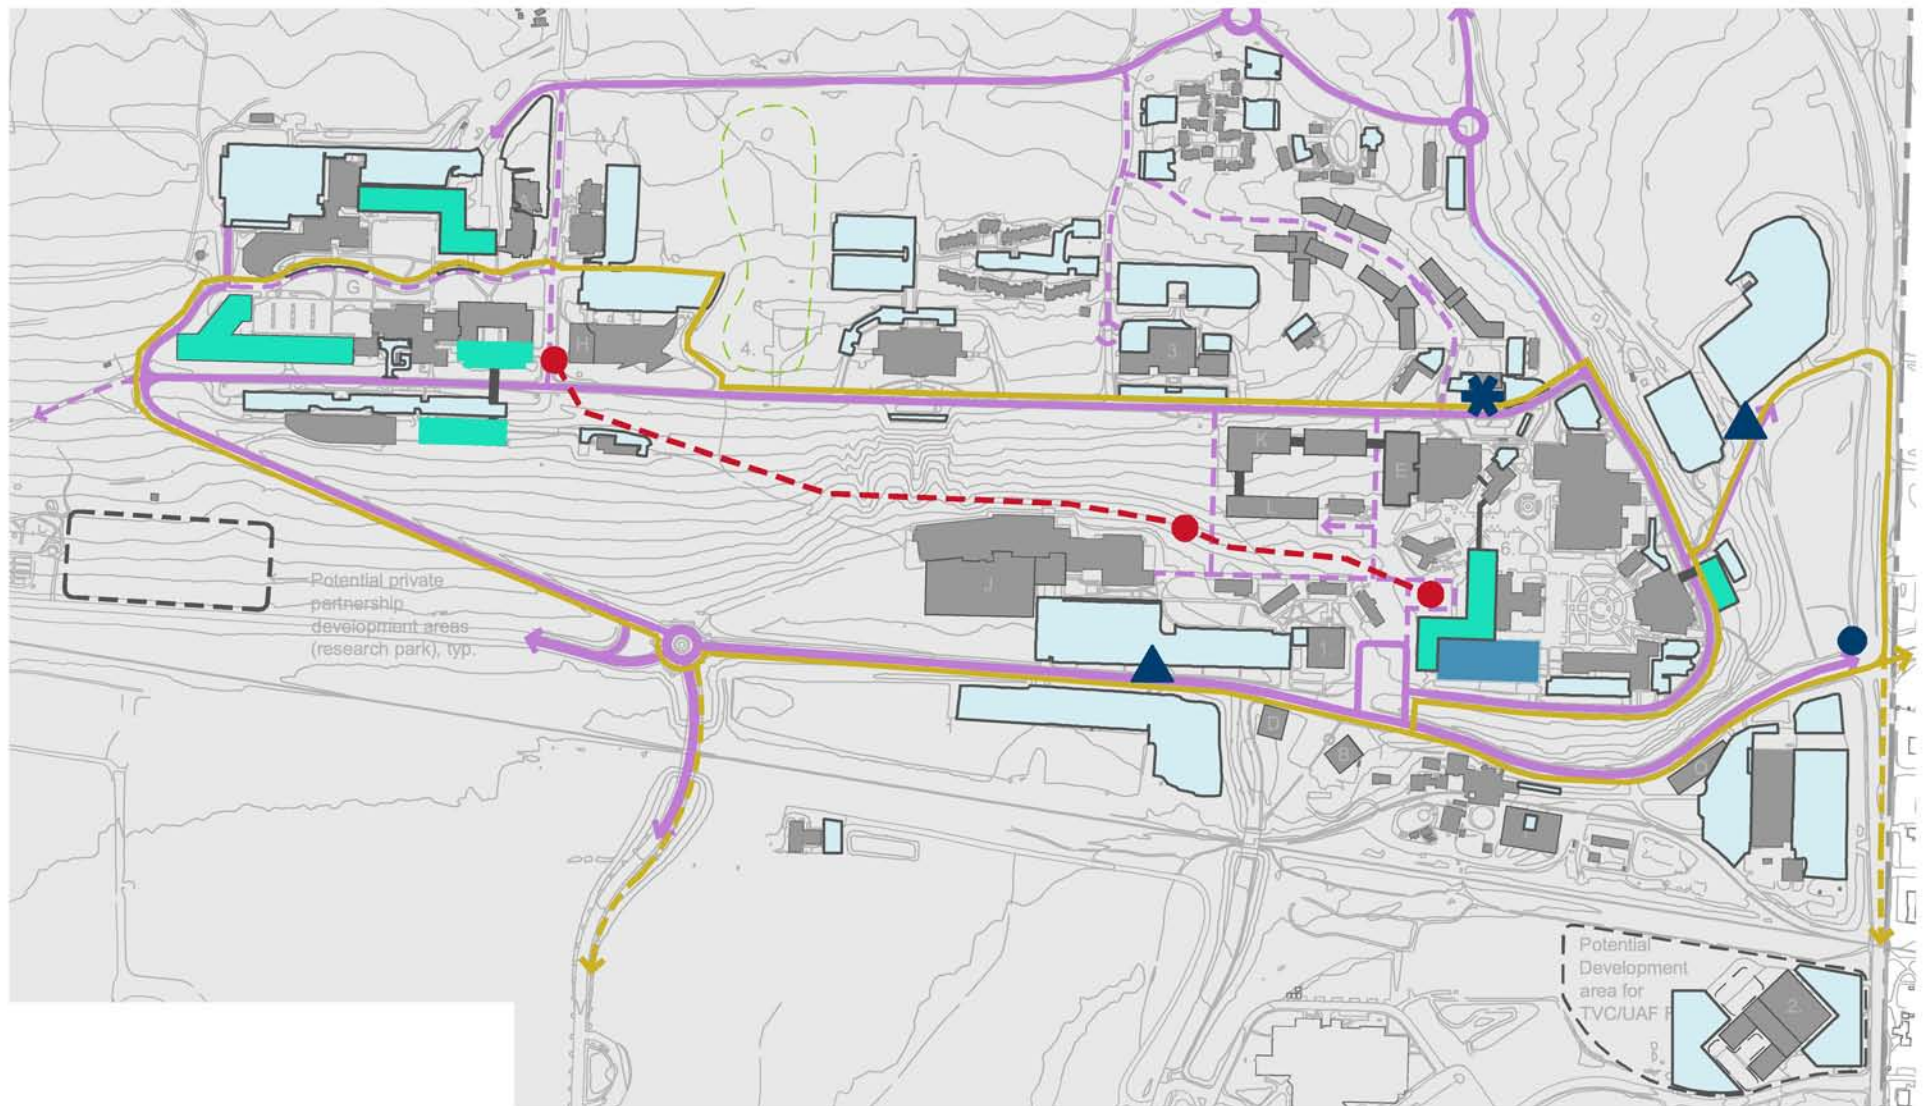 G
G
H
4.
3
K
E
L
6.
J
1
Potential private
partnership
development areas
(research park), typ.
D
B
Potential
Development
area for
TVC/UAF F
2.